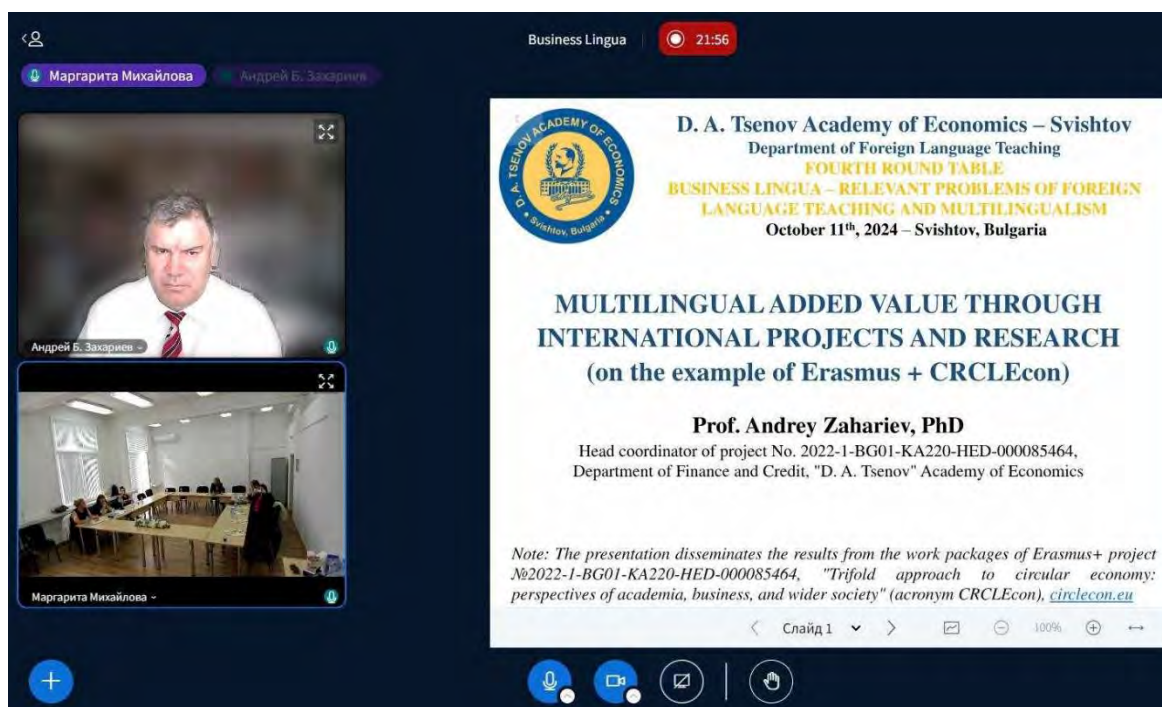 Business Lingua
21:56
Маргарита Михайлова
Андрей Б. Захариев
Андрей Б. Захариев
Маргарита Михайлова
D. A. TSENOV ACADEMY OF ECONOMICS
Svishtov, Bulgaria
D. A. Tsenov Academy of Economics – Svishtov
Department of Foreign Language Teaching
FOURTH ROUND TABLE
BUSINESS LINGUA – RELEVANT PROBLEMS OF FOREIGN
LANGUAGE TEACHING AND MULTILINGUALISM
October 11th, 2024 – Svishtov, Bulgaria
MULTILINGUAL ADDED VALUE THROUGH
INTERNATIONAL PROJECTS AND RESEARCH
(on the example of Erasmus + CRCLEcon)
Prof. Andrey Zahariev, PhD
Head coordinator of project No. 2022-1-BG01-KA220-HED-000085464,
Department of Finance and Credit, "D. A. Tsenov" Academy of Economics
Note: The presentation disseminates the results from the work packages of Erasmus+ project
№2022-1-BG01-KA220-HED-000085464, "Trifold approach to circular economy:
perspectives of academia, business, and wider society" (acronym CRCLEcon), circlecon.eu
Слайд 1
100%